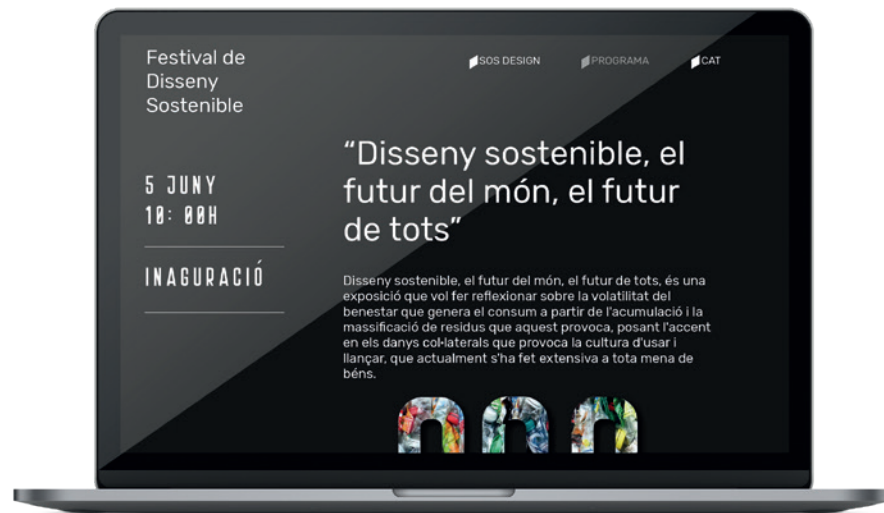 Festival de
Disseny
Sostenible
SOS DESIGN
PROGRAMA
CAT
5 JUNY
10: 00H
INAGURACIÓ
“Disseny sostenible, el
futur del món, el futur
de tots”
Disseny sostenible, el futur del món, el futur de tots, és una
exposició que vol fer reflexionar sobre la volatilitat del
benestar que genera el consum a partir de l'acumulació i la
massificació de residus que aquest provoca, posant l'accent
en els danys col·laterals que provoca la cultura d'usar i
llançar, que actualment s'ha fet extensiva a tota mena de
béns.